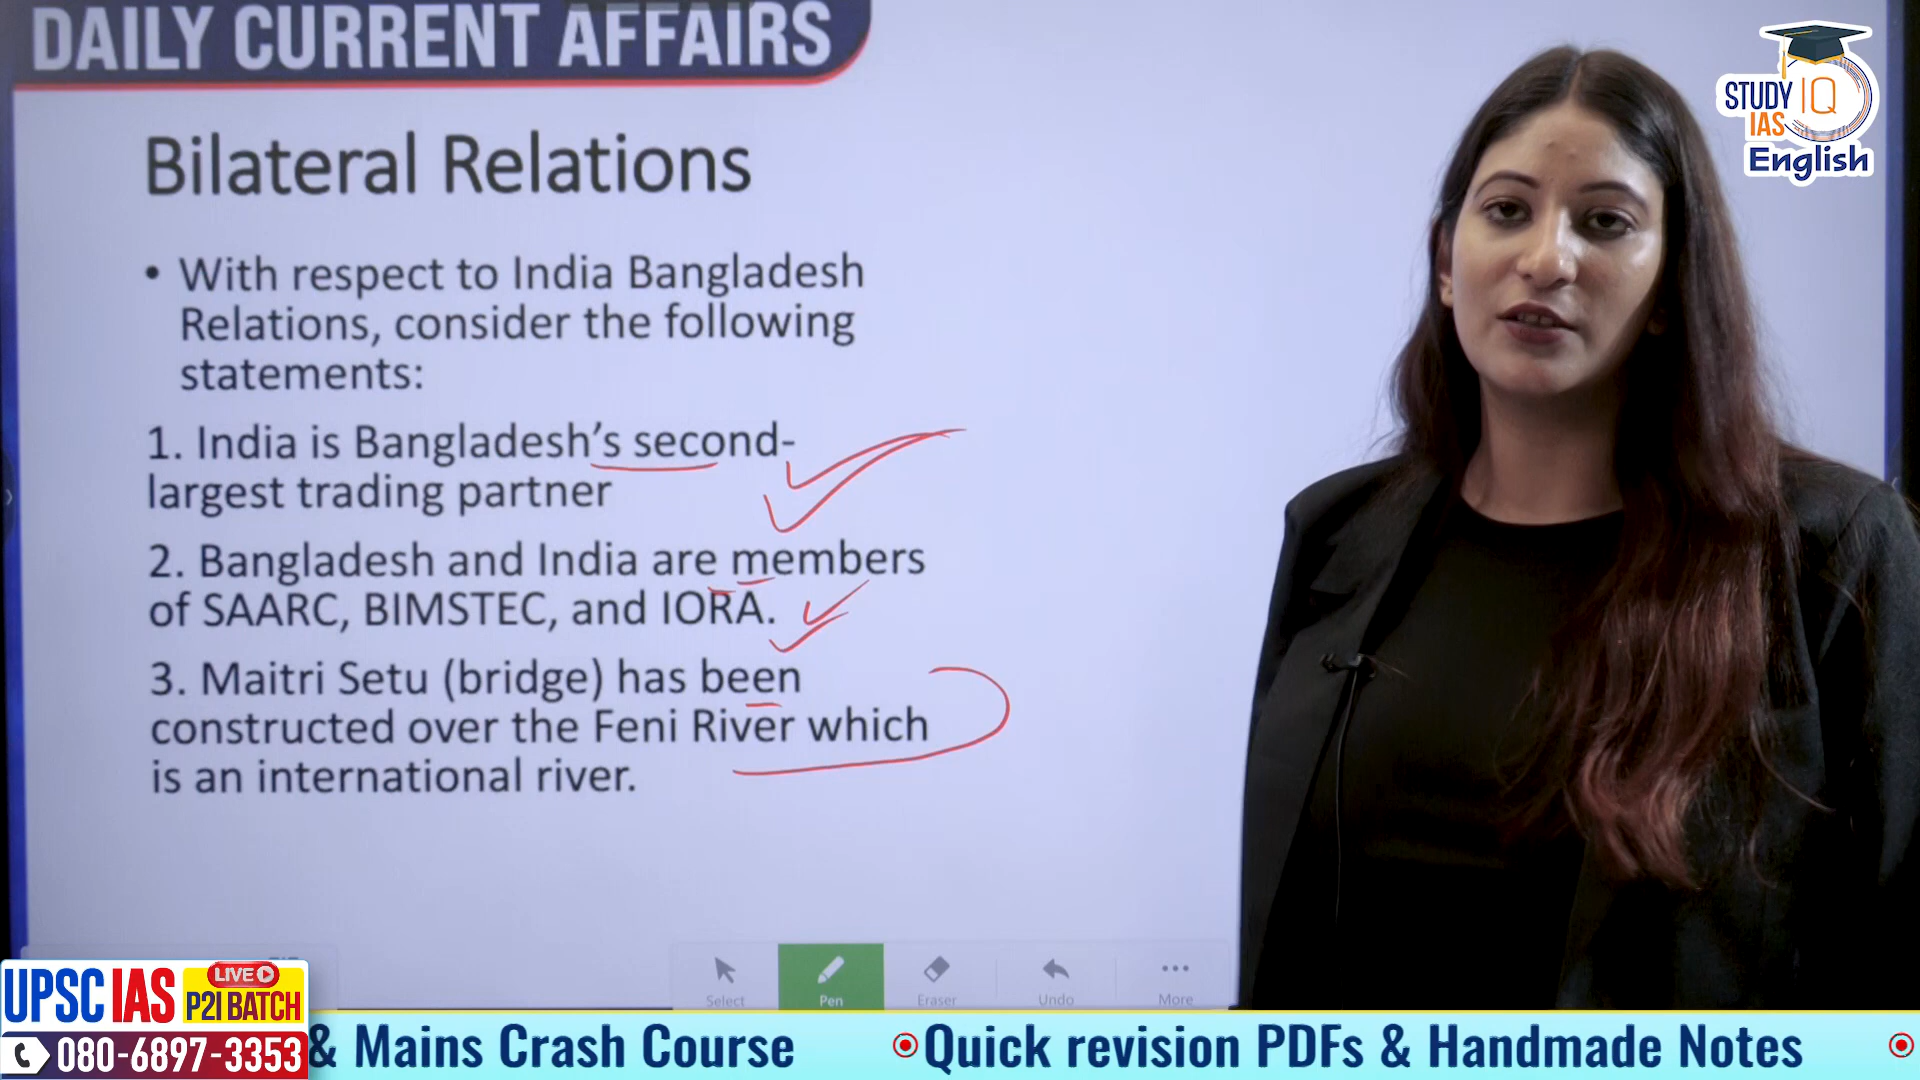 DAILY CURRENT AFFAIRS
STUDY IQ
IAS
English
Bilateral Relations
• With respect to India Bangladesh
Relations, consider the following
statements:
1. India is Bangladesh's second-
largest trading partner
2. Bangladesh and India are members
of SAARC, BIMSTEC, and IORA.
3. Maitri Setu (bridge) has been
constructed over the Feni River which
is an international river.
Select
Pen
Eraser
Undo
More
LIVE
UPSC IAS P2I BATCH
080-6897-3353
& Mains Crash Course
Quick revision PDFs & Handmade Notes